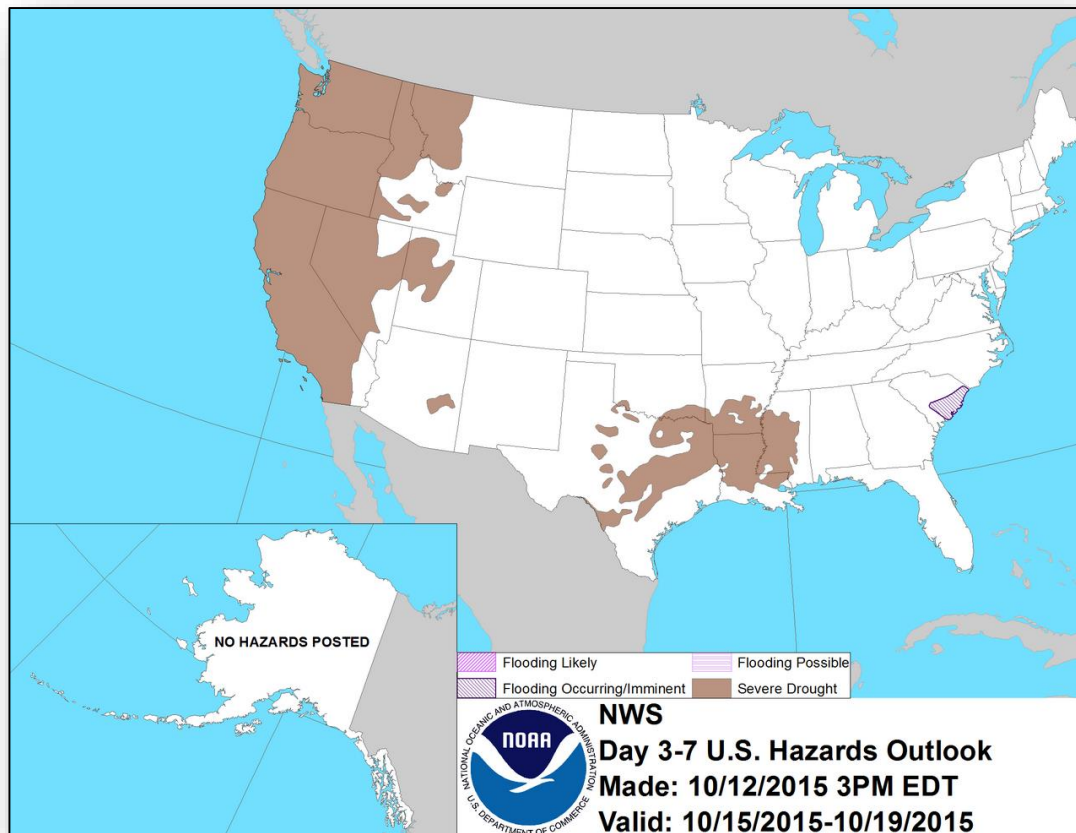 NO HAZARDS POSTED
Flooding Likely
Flooding Possible
Flooding Occurring/Imminent
Severe Drought
NATIONAL OCEANIC AND ATMOSPHERIC ADMINISTRATION
NOAA
U.S. DEPARTMENT OF COMMERCE
NWS
Day 3-7 U.S. Hazards Outlook
Made: 10/12/2015 3PM EDT
Valid: 10/15/2015-10/19/2015